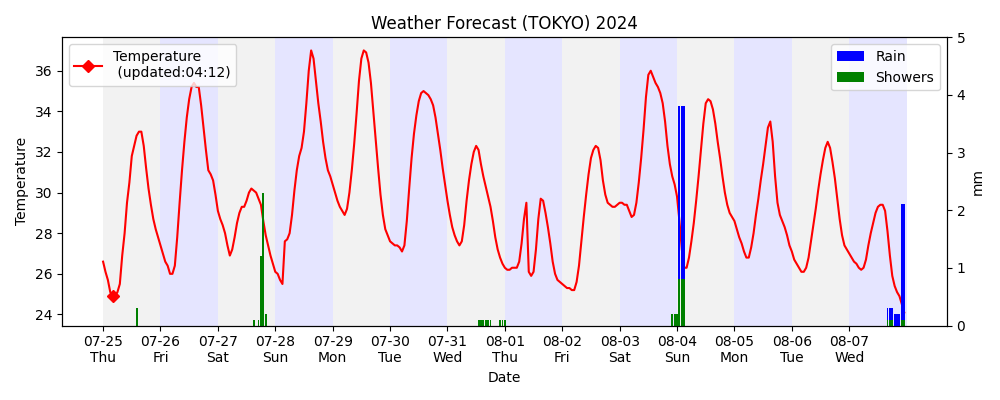 Weather Forecast (TOKYO) 2024
Temperature
(updated:04:12)
Rain
Showers
Temperature
36
34
32
30
28
26
24
5
4
3
2
1
0
mm
07-25 07-26 07-27 07-28 07-29 07-30 07-31 08-01 08-02 08-03 08-04 08-05 08-06 08-07
Thu Fri Sat Sun Mon Tue Wed Thu Fri Sat Sun Mon Tue Wed
Date